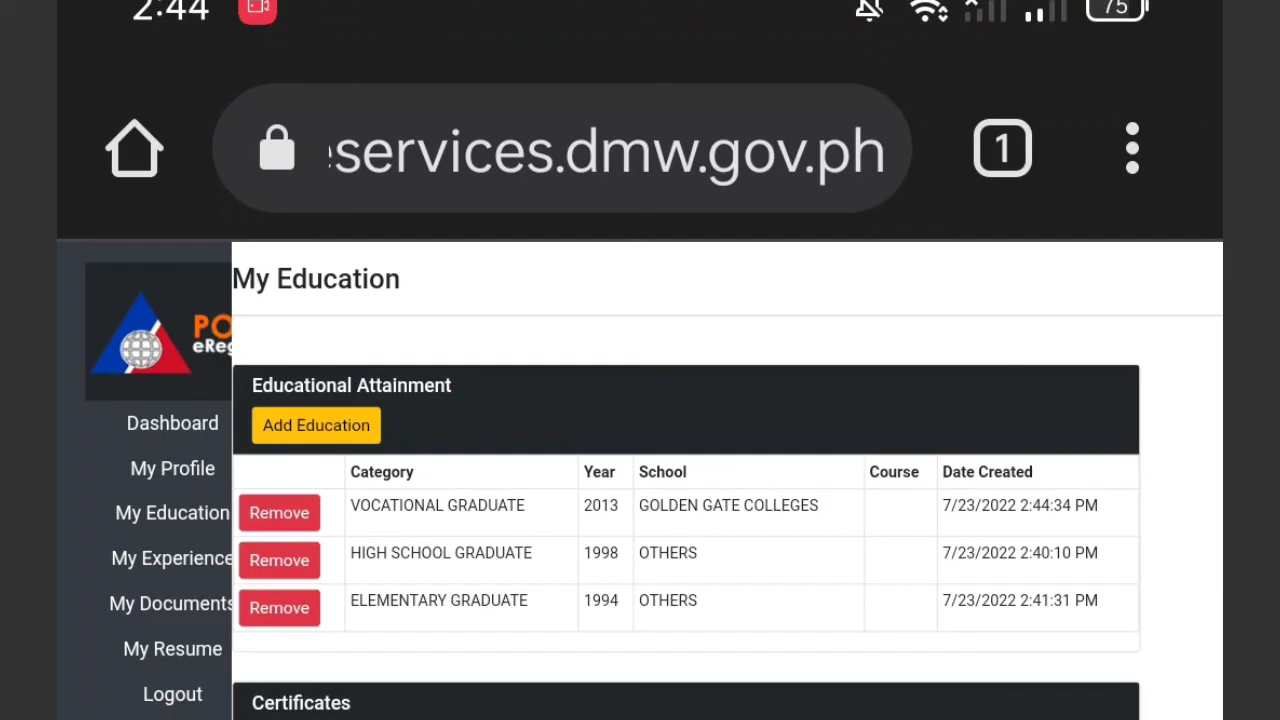 2:44
75
services.dmw.gov.ph
1
My Education
PO
eReg
Educational Attainment
Add Education
Category Year School Course Date Created
Remove VOCATIONAL GRADUATE 2013 GOLDEN GATE COLLEGES 7/23/2022 2:44:34 PM
Remove HIGH SCHOOL GRADUATE 1998 OTHERS 7/23/2022 2:40:10 PM
Remove ELEMENTARY GRADUATE 1994 OTHERS 7/23/2022 2:41:31 PM
Dashboard
My Profile
My Education
My Experience
My Documents
My Resume
Logout
Certificates